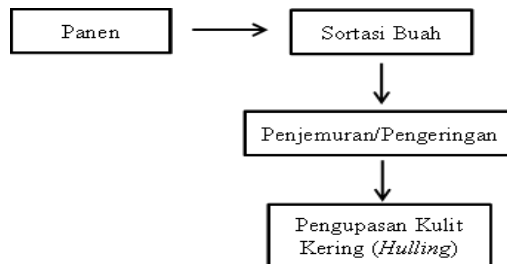 Panen
Sortasi Buah
Penjemuran/Pengeringan
Pengupasan Kulit
Kering (Hulling)